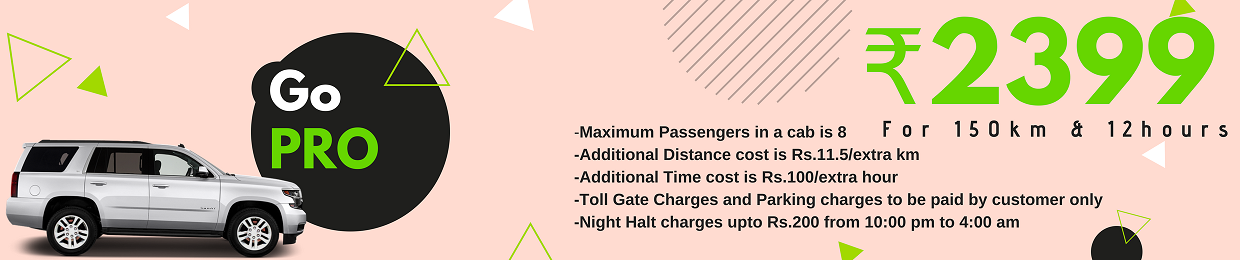 Go
PRO
₹2399
For 150km & 12hours
-Maximum Passengers in a cab is 8
-Additional Distance cost is Rs.11.5/extra km
-Additional Time cost is Rs.100/extra hour
-Toll Gate Charges and Parking charges to be paid by customer only
-Night Halt charges upto Rs.200 from 10:00 pm to 4:00 am